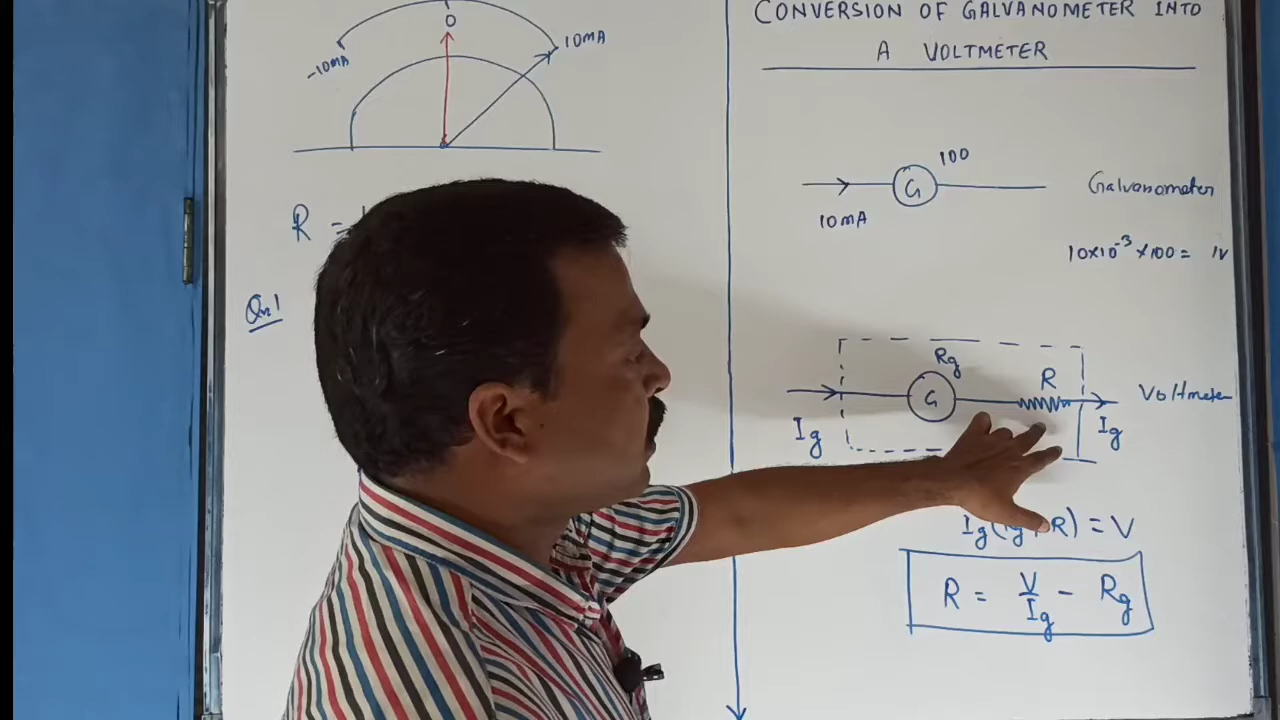 0
-10MA
10MA
R =
Qn1
CONVERSION OF GALVANOMETER INTO
A VOLTMETER
100
G
10MA
Galvanometer
10×10⁻³×100 = 1V
Rg
G
R
Ig
Ig
Voltmeter
Ig( R) = V
R = V/Ig - Rg